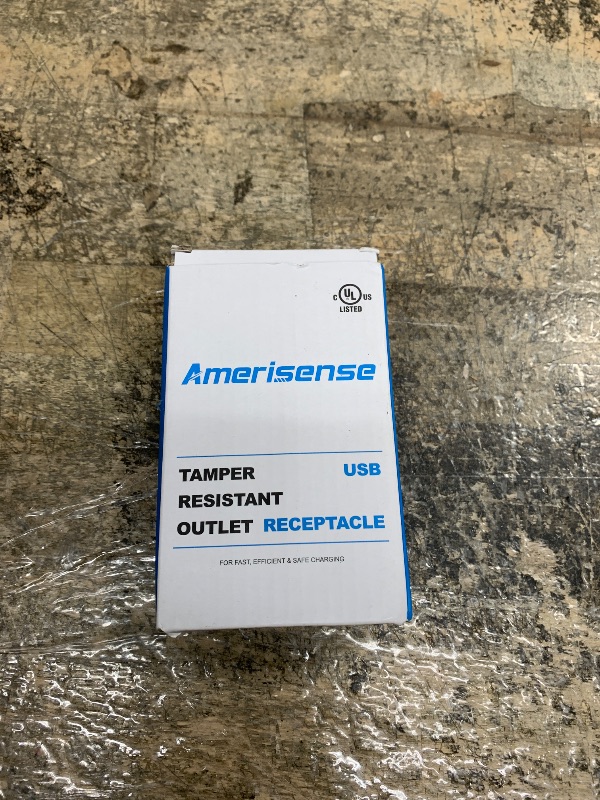 C UL US
LISTED
Amerisense
TAMPER USB
RESISTANT
OUTLET RECEPTACLE
FOR FAST, EFFICIENT & SAFE CHARGING